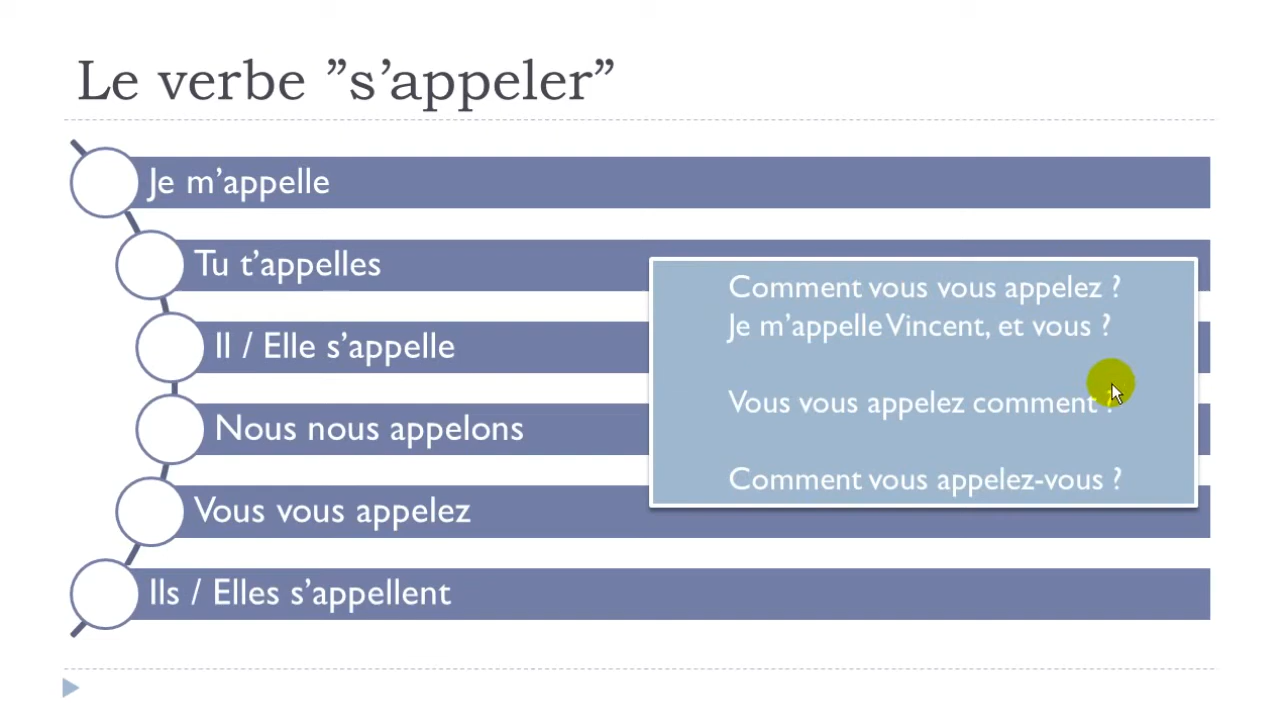 Le verbe ”s’appeler”
Je m’appelle
Tu t’appelles
Il / Elle s’appelle
Nous nous appelons
Vous vous appelez
Ils / Elles s’appellent
Comment vous vous appelez ?
Je m’appelle Vincent, et vous ?
Vous vous appelez comment ?
Comment vous appelez-vous ?